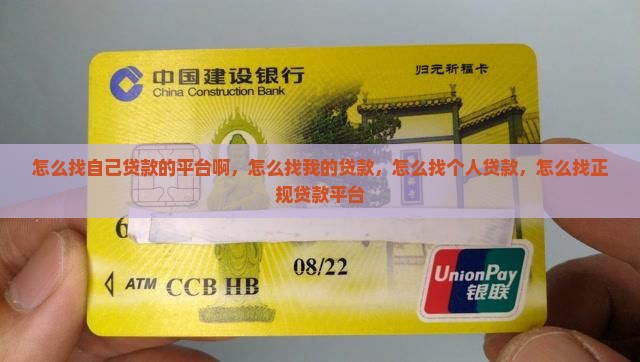 中国建设银行
China Construction Bank
归元祈福卡
怎么找自己贷款的平台啊，怎么找我的贷款，怎么找个人贷款，怎么找正
规贷款平台
6
08/22
ATM CCB HB
UnionPay
银联